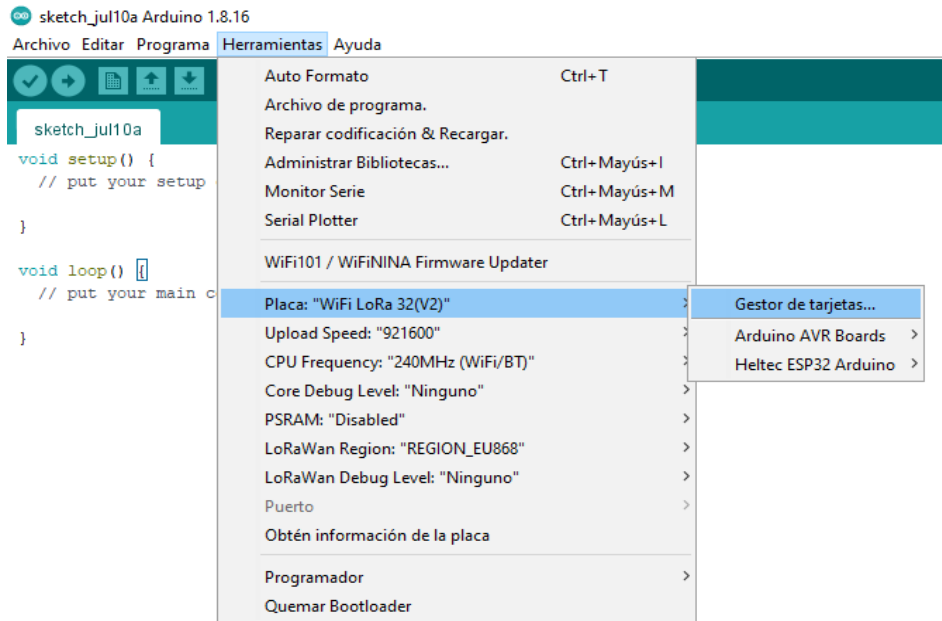 sketch_jul10a Arduino 1.8.16
Archivo Editar Programa Herramientas Ayuda
sketch_jul10a
void setup() {
// put your setup
}
void loop() {
// put your main c
}
Auto Formato Ctrl+T
Archivo de programa.
Reparar codificación & Recargar.
Administrar Bibliotecas... Ctrl+Mayús+I
Monitor Serie Ctrl+Mayús+M
Serial Plotter Ctrl+Mayús+L
WiFi101 / WiFiNINA Firmware Updater
Placa: "WiFi LoRa 32(V2)"
Upload Speed: "921600"
CPU Frequency: "240MHz (WiFi/BT)"
Core Debug Level: "Ninguno"
PSRAM: "Disabled"
LoRaWan Region: "REGION_EU868"
LoRaWan Debug Level: "Ninguno"
Puerto
Obtén información de la placa
Programador
Quemar Bootloader
Gestor de tarjetas...
Arduino AVR Boards
Heltec ESP32 Arduino